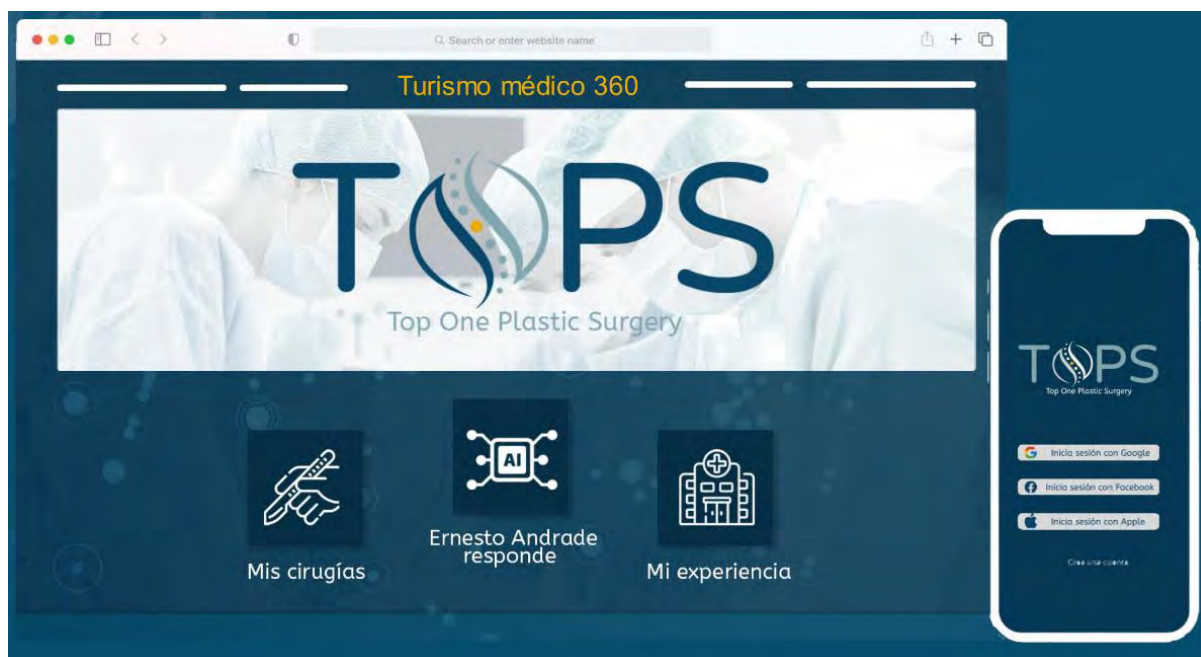 Search or enter website name
Turismo médico 360
TOPS
Top One Plastic Surgery
AI
Ernesto Andrade
responde
Mis cirugías
Mi experiencia
TOPS
Top One Plastic Surgery
Inicia sesión con Google
Inicia sesión con Facebook
Inicia sesión con Apple
Crea una cuenta